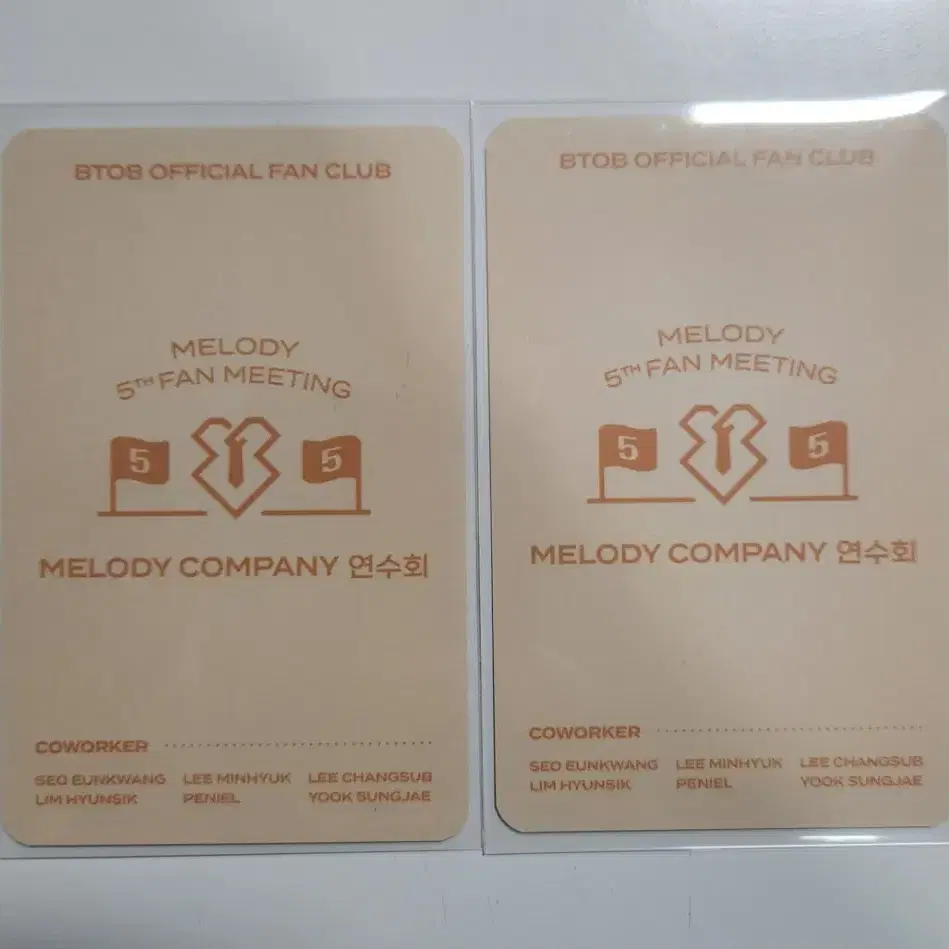 BTOB OFFICIAL FAN CLUB
MELODY
5TH FAN MEETING
5 5
MELODY COMPANY 연수회
COWORKER
SEO EUNKWANG LEE MINHYUK LEE CHANGSUB
LIM HYUNSIK PENIEL YOOK SUNGJAE
BTOB OFFICIAL FAN CLUB
MELODY
5TH FAN MEETING
5 5
MELODY COMPANY 연수회
COWORKER
SEO EUNKWANG LEE MINHYUK LEE CHANGSUB
LIM HYUNSIK PENIEL YOOK SUNGJAE